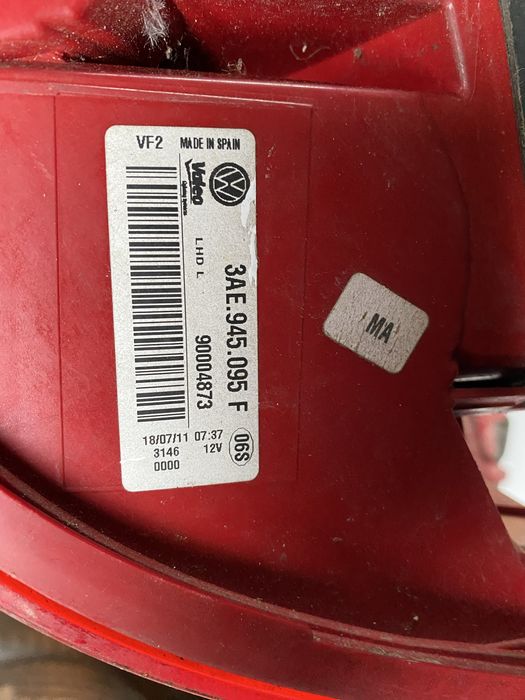 VF2 MADE IN SPAIN
Valeo
VW
LHD L
3AE.945.095 F
90004873
06S
18/07/11 07:37
3146 12V
0000
MA